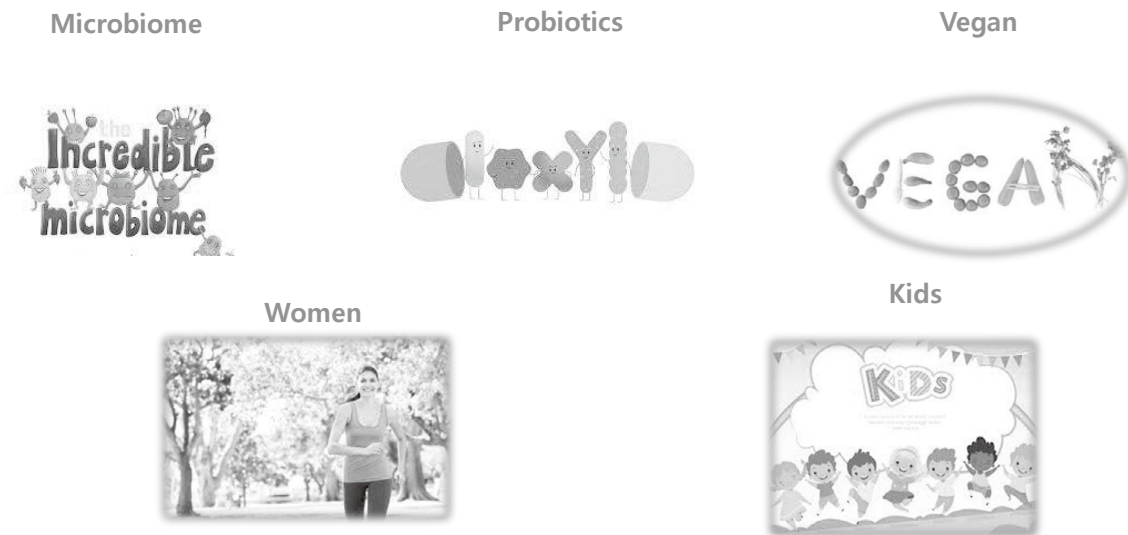 Microbiome
Probiotics
Vegan
the
Incredible
microbiome
VEGAN
Women
Kids
KiDS